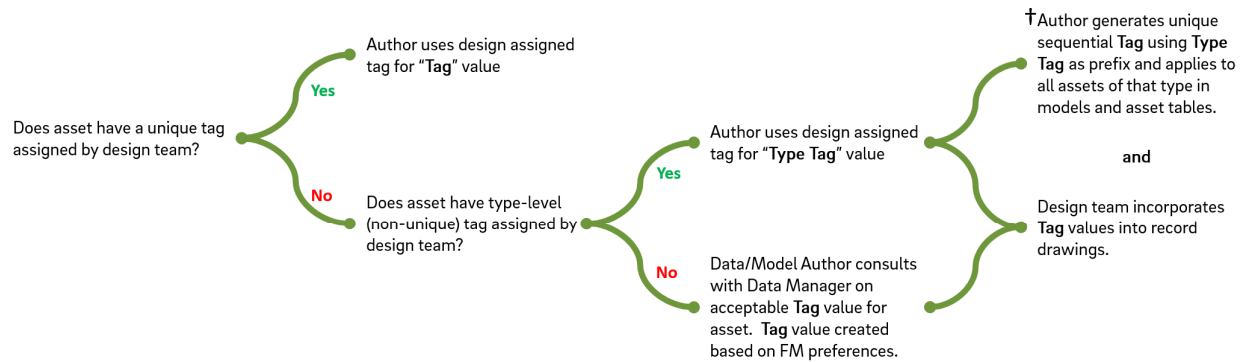 Does asset have a unique tag
assigned by design team?
Yes
Author uses design assigned
tag for “Tag” value
No
Does asset have type-level
(non-unique) tag assigned by
design team?
Yes
Author uses design assigned
tag for “Type Tag” value
No
Data/Model Author consults
with Data Manager on
acceptable Tag value for
asset.  Tag value created
based on FM preferences.
†Author generates unique
sequential Tag using Type
Tag as prefix and applies to
all assets of that type in
models and asset tables.
and
Design team incorporates
Tag values into record
drawings.